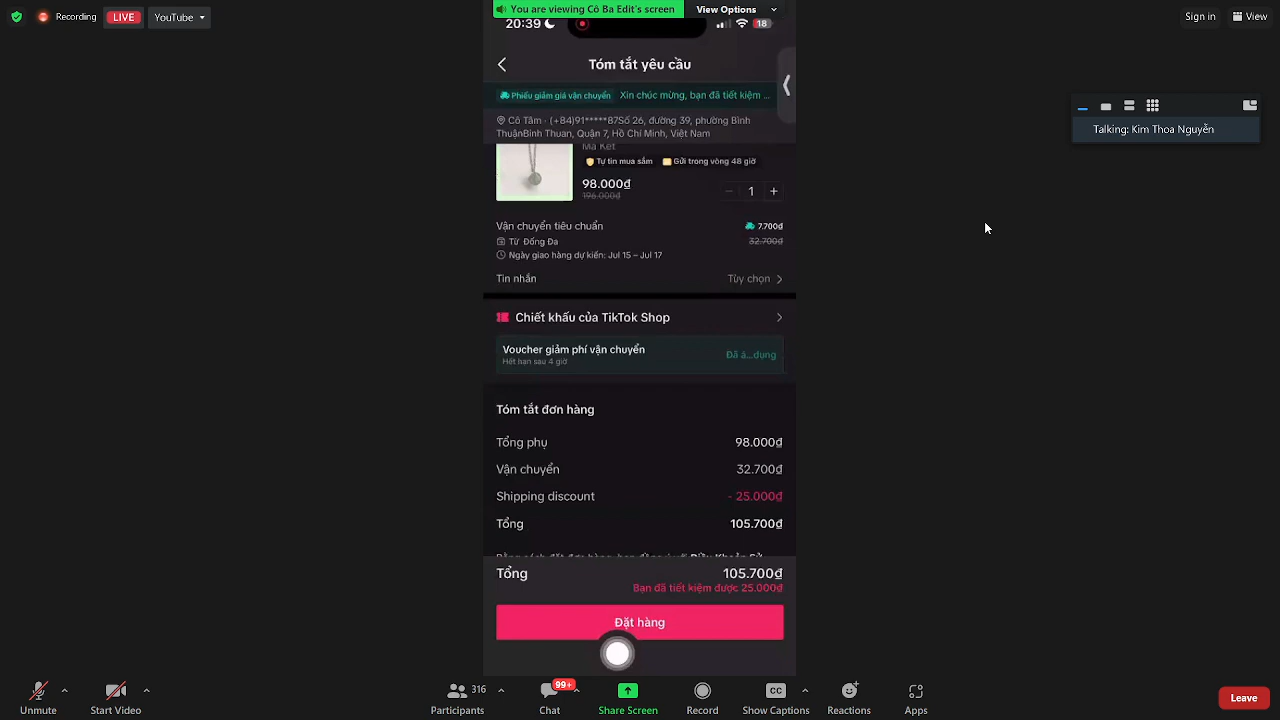 You are viewing Cô Ba Edit's screen
View Options
Recording
LIVE
YouTube
Sign in
View
20:39
18
Tóm tắt yêu cầu
Phiếu giảm giá vận chuyển Xin chúc mừng, bạn đã tiết kiệm ...
Cô Tâm - (+84)91*****87Số 26, đường 39, phường Bình
ThuậnBình Thuan, Quận 7, Hồ Chí Minh, Việt Nam
Talking: Kim Thoa Nguyễn
Ma Kết
Tự tin mua sắm Gửi trong vòng 48 giờ
98.000₫
196.000₫
1
Vận chuyển tiêu chuẩn 7.700₫
Từ Đống Đa 32.700₫
Ngày giao hàng dự kiến: Jul 15 – Jul 17
Tin nhắn Tùy chọn
Chiết khấu của TikTok Shop
Voucher giảm phí vận chuyển
Hết hạn sau 4 giờ
Đã á...dụng
Tóm tắt đơn hàng
Tổng phụ 98.000₫
Vận chuyển 32.700₫
Shipping discount - 25.000₫
Tổng 105.700₫
Tổng 105.700₫
Bạn đã tiết kiệm được 25.000₫
Đặt hàng
Unmute
Start Video
Participants
316
99+
Chat
Share Screen
Record
CC
Show Captions
Reactions
Apps
Leave